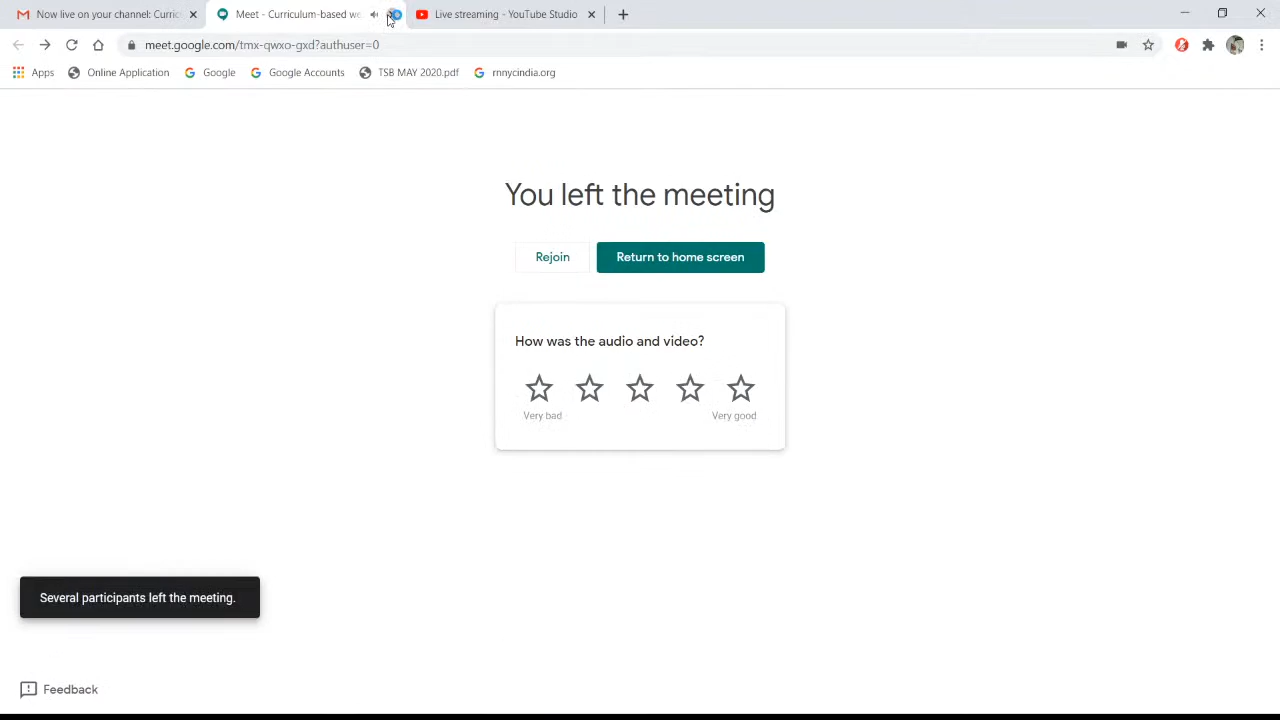 Now live on your channel: Curric
Meet - Curriculum-based we
Live streaming - YouTube Studio
meet.google.com/tmx-qwxo-gxd?authuser=0
Apps
Online Application
Google
Google Accounts
TSB MAY 2020.pdf
rnnycindia.org
You left the meeting
Rejoin
Return to home screen
How was the audio and video?
Very bad
Very good
Several participants left the meeting.
Feedback